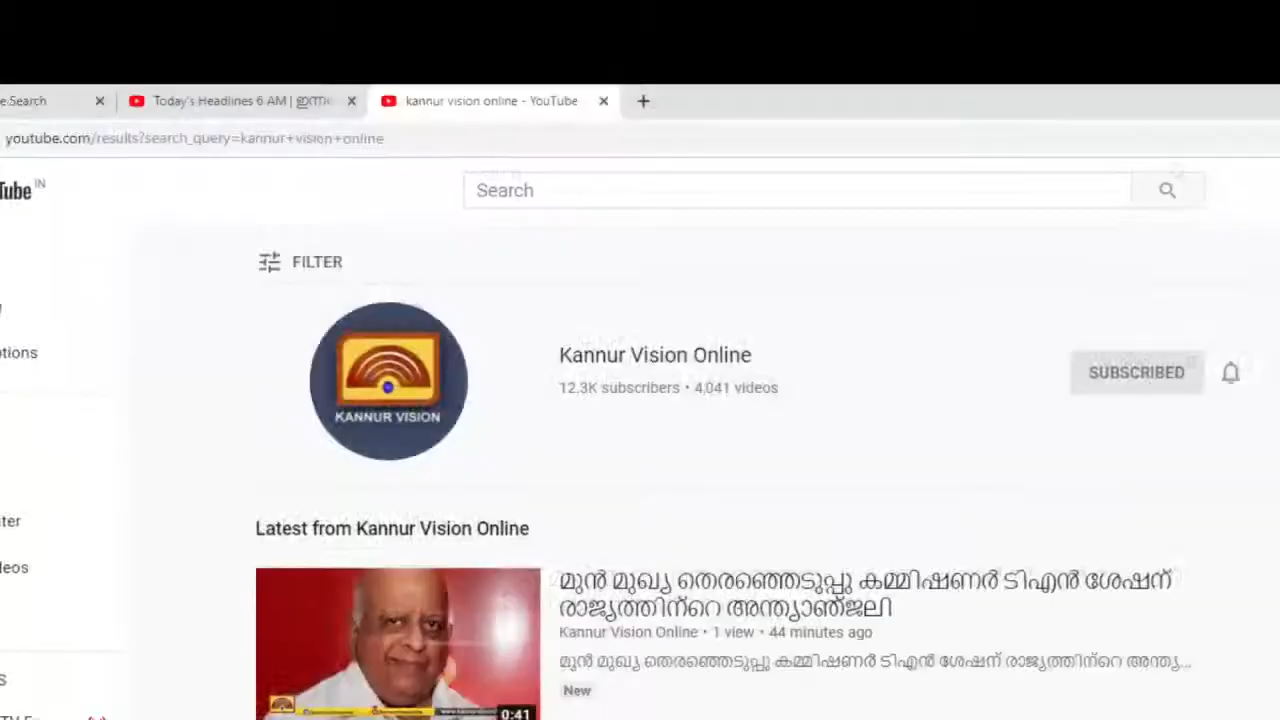 e Search
Today's Headlines 6 AM |
kannur vision online - YouTube
youtube.com/results?search_query=kannur+vision+online
Tube IN
Search
FILTER
ptions
KANNUR VISION
Kannur Vision Online
12.3K subscribers • 4,041 videos
SUBSCRIBED
Latest from Kannur Vision Online
മുൻ മുഖ്യ തെരഞ്ഞെടുപ്പു കമ്മിഷണർ ടിഎൻ ശേഷന്
രാജ്യത്തിന്റെ അന്ത്യാഞ്ജലി
Kannur Vision Online • 1 view • 44 minutes ago
മുൻ മുഖ്യ തെരഞ്ഞെടുപ്പു കമ്മിഷണർ ടിഎൻ ശേഷന് രാജ്യത്തിന്റെ അന്ത്യ...
New
0:41